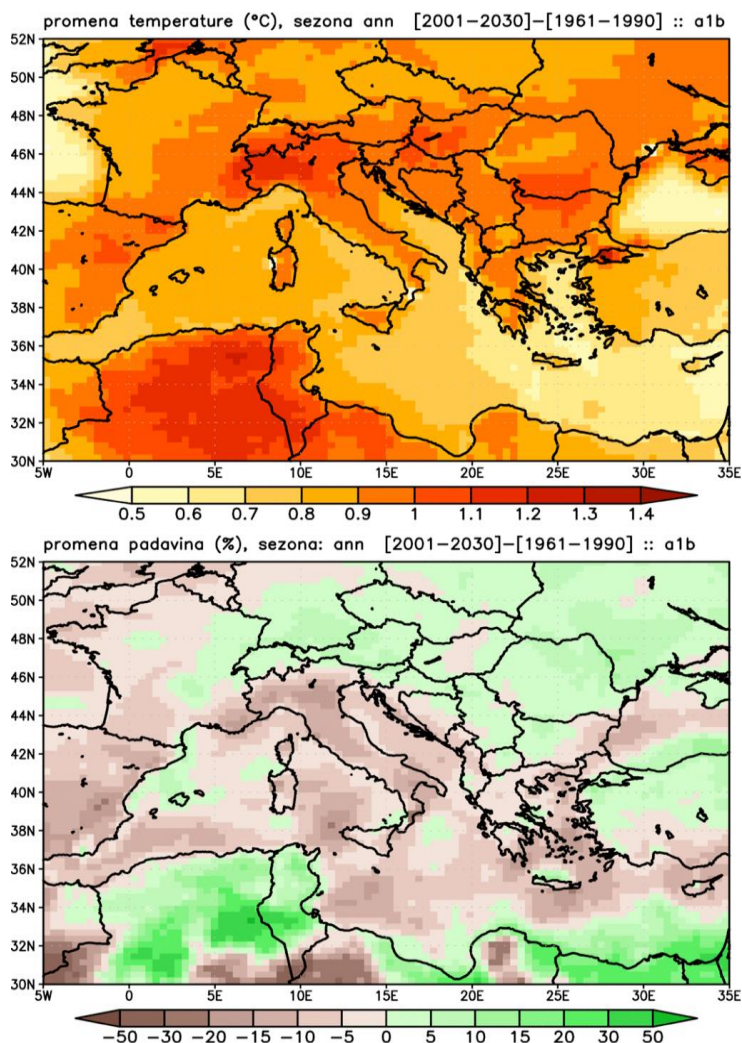 promena temperature (°C), sezona ann [2001−2030]−[1961−1990] :: a1b
52N
50N
48N
46N
44N
42N
40N
38N
36N
34N
32N
30N
5W 0 5E 10E 15E 20E 25E 30E 35E
0.5 0.6 0.7 0.8 0.9 1 1.1 1.2 1.3 1.4
promena padavina (%), sezona: ann [2001−2030]−[1961−1990] :: a1b
52N
50N
48N
46N
44N
42N
40N
38N
36N
34N
32N
30N
5W 0 5E 10E 15E 20E 25E 30E 35E
−50 −30 −20 −15 −10 −5 0 5 10 15 20 30 50